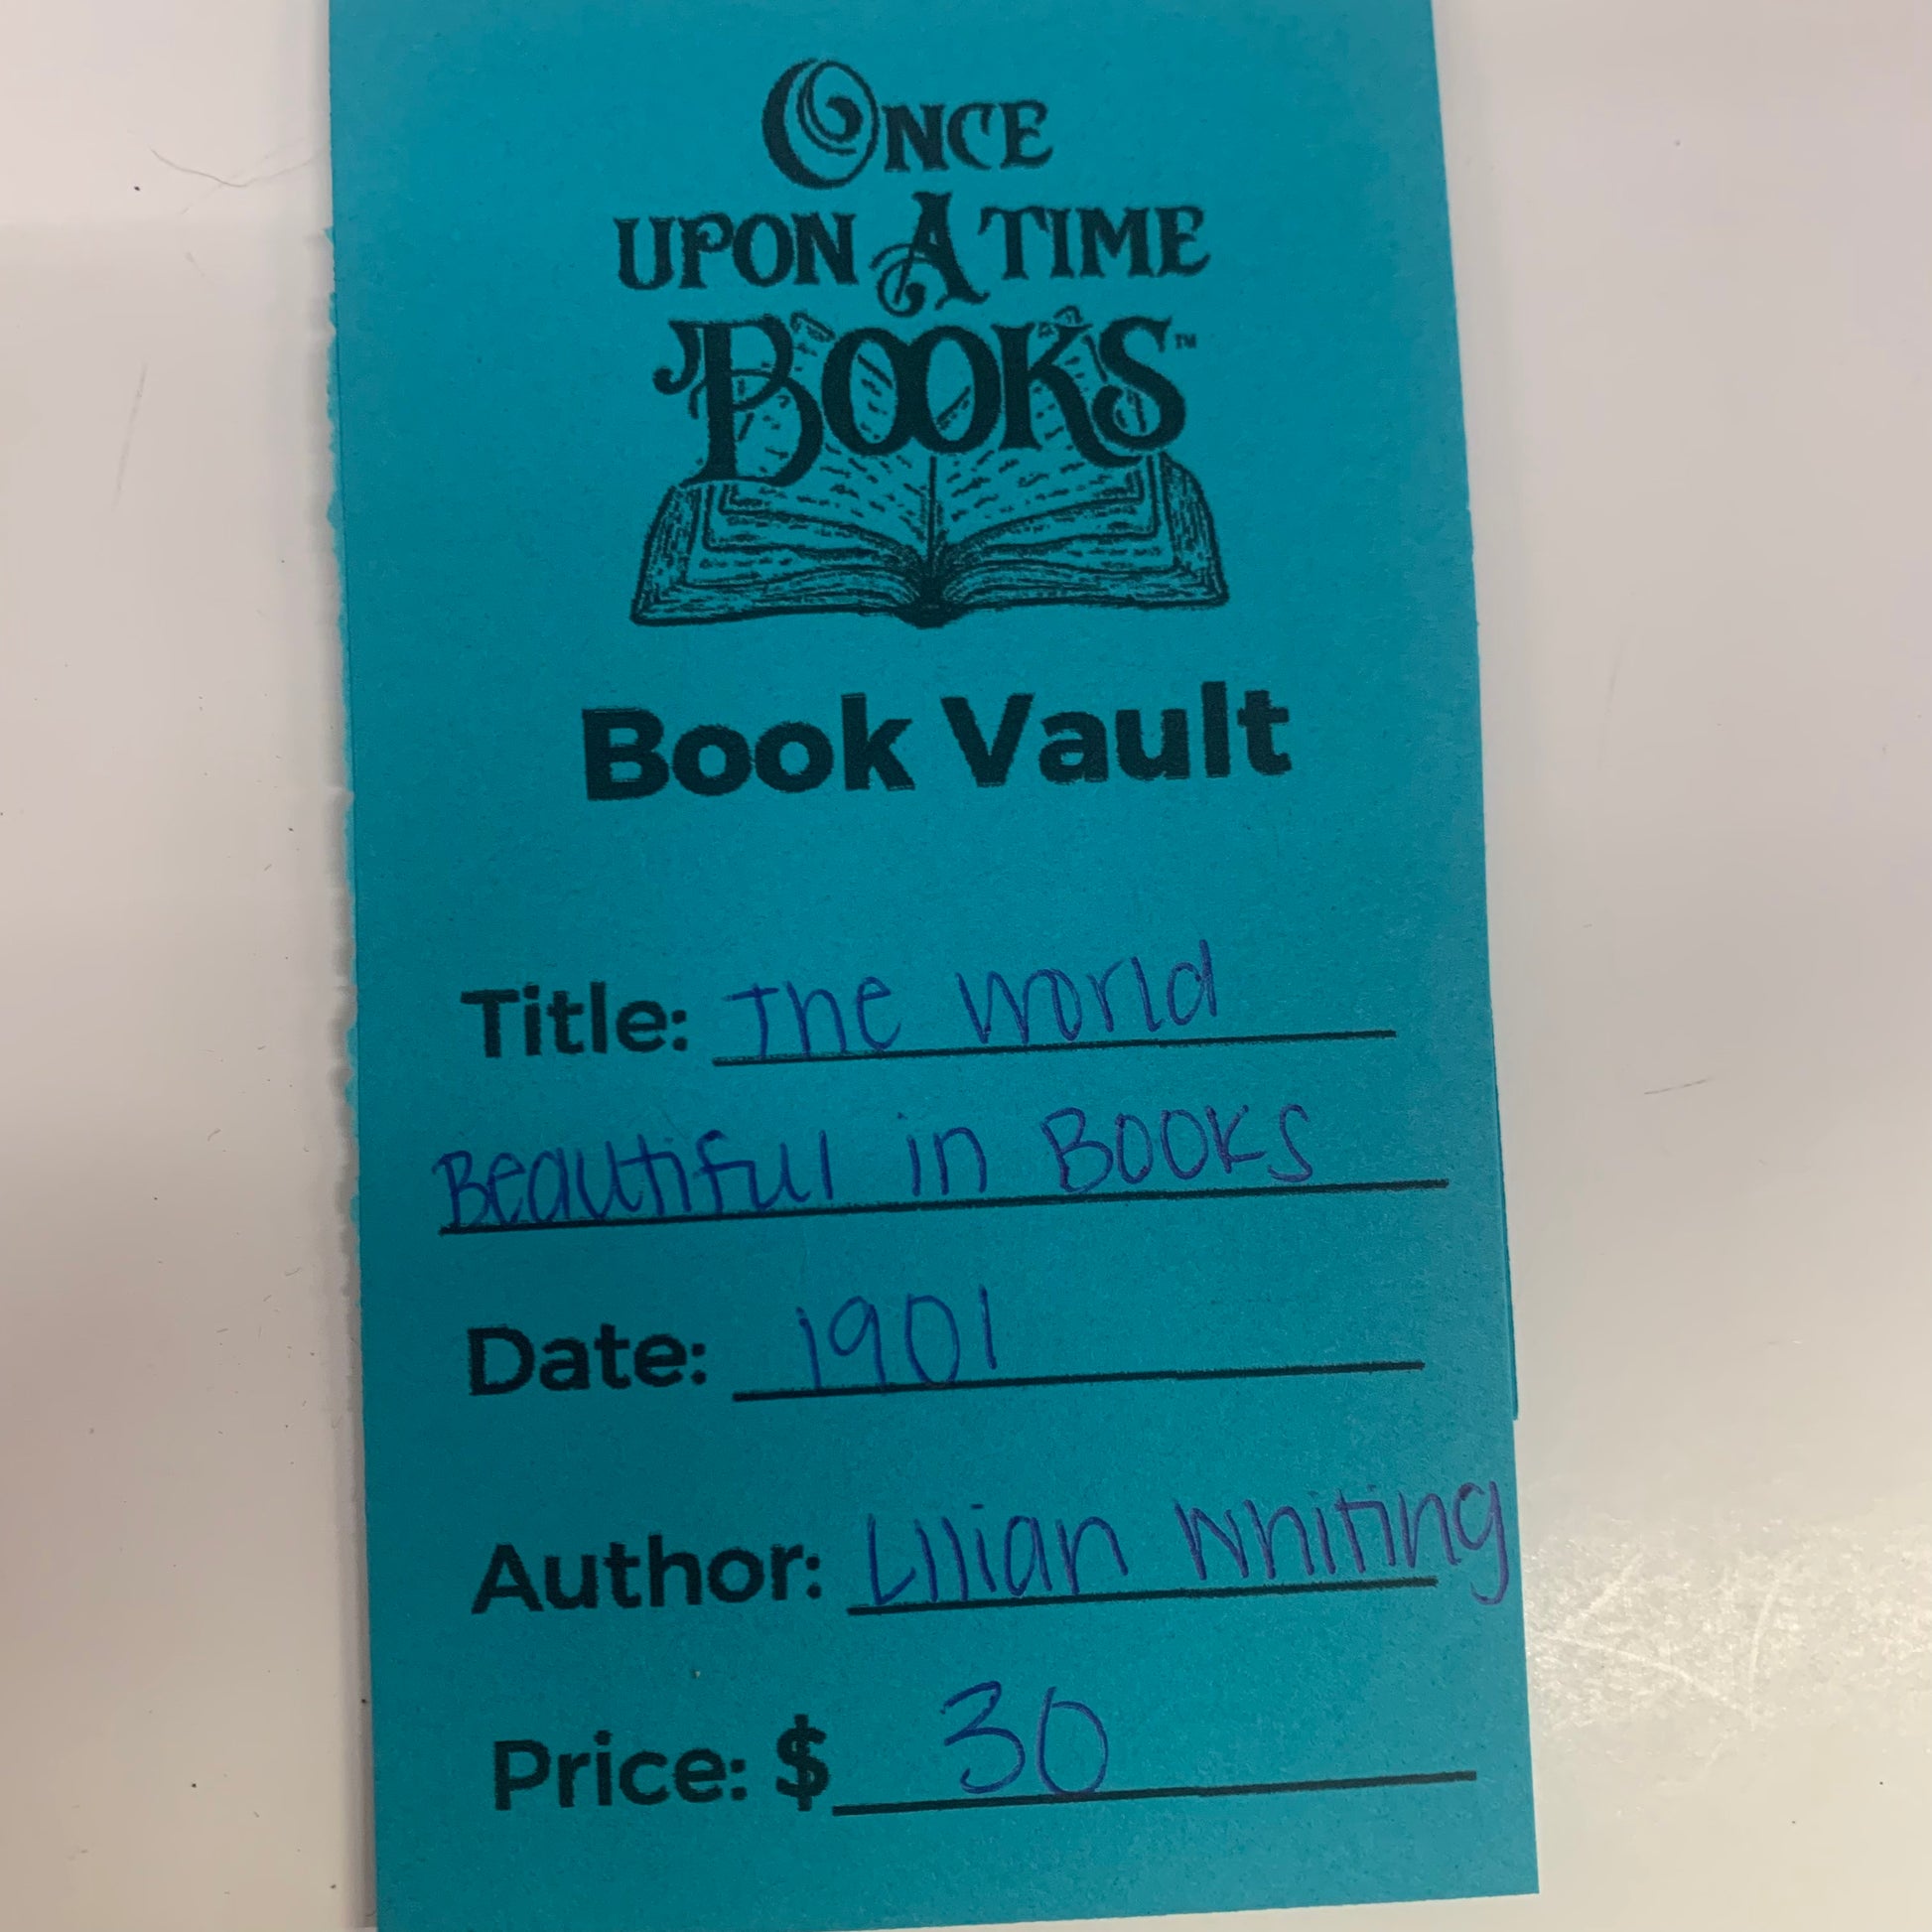 ONCE
UPON A TIME
BOOKS™
Book Vault
Title: The World
Beautiful in Books
Date: 1901
Author: Lilian Whiting
Price: $ 30